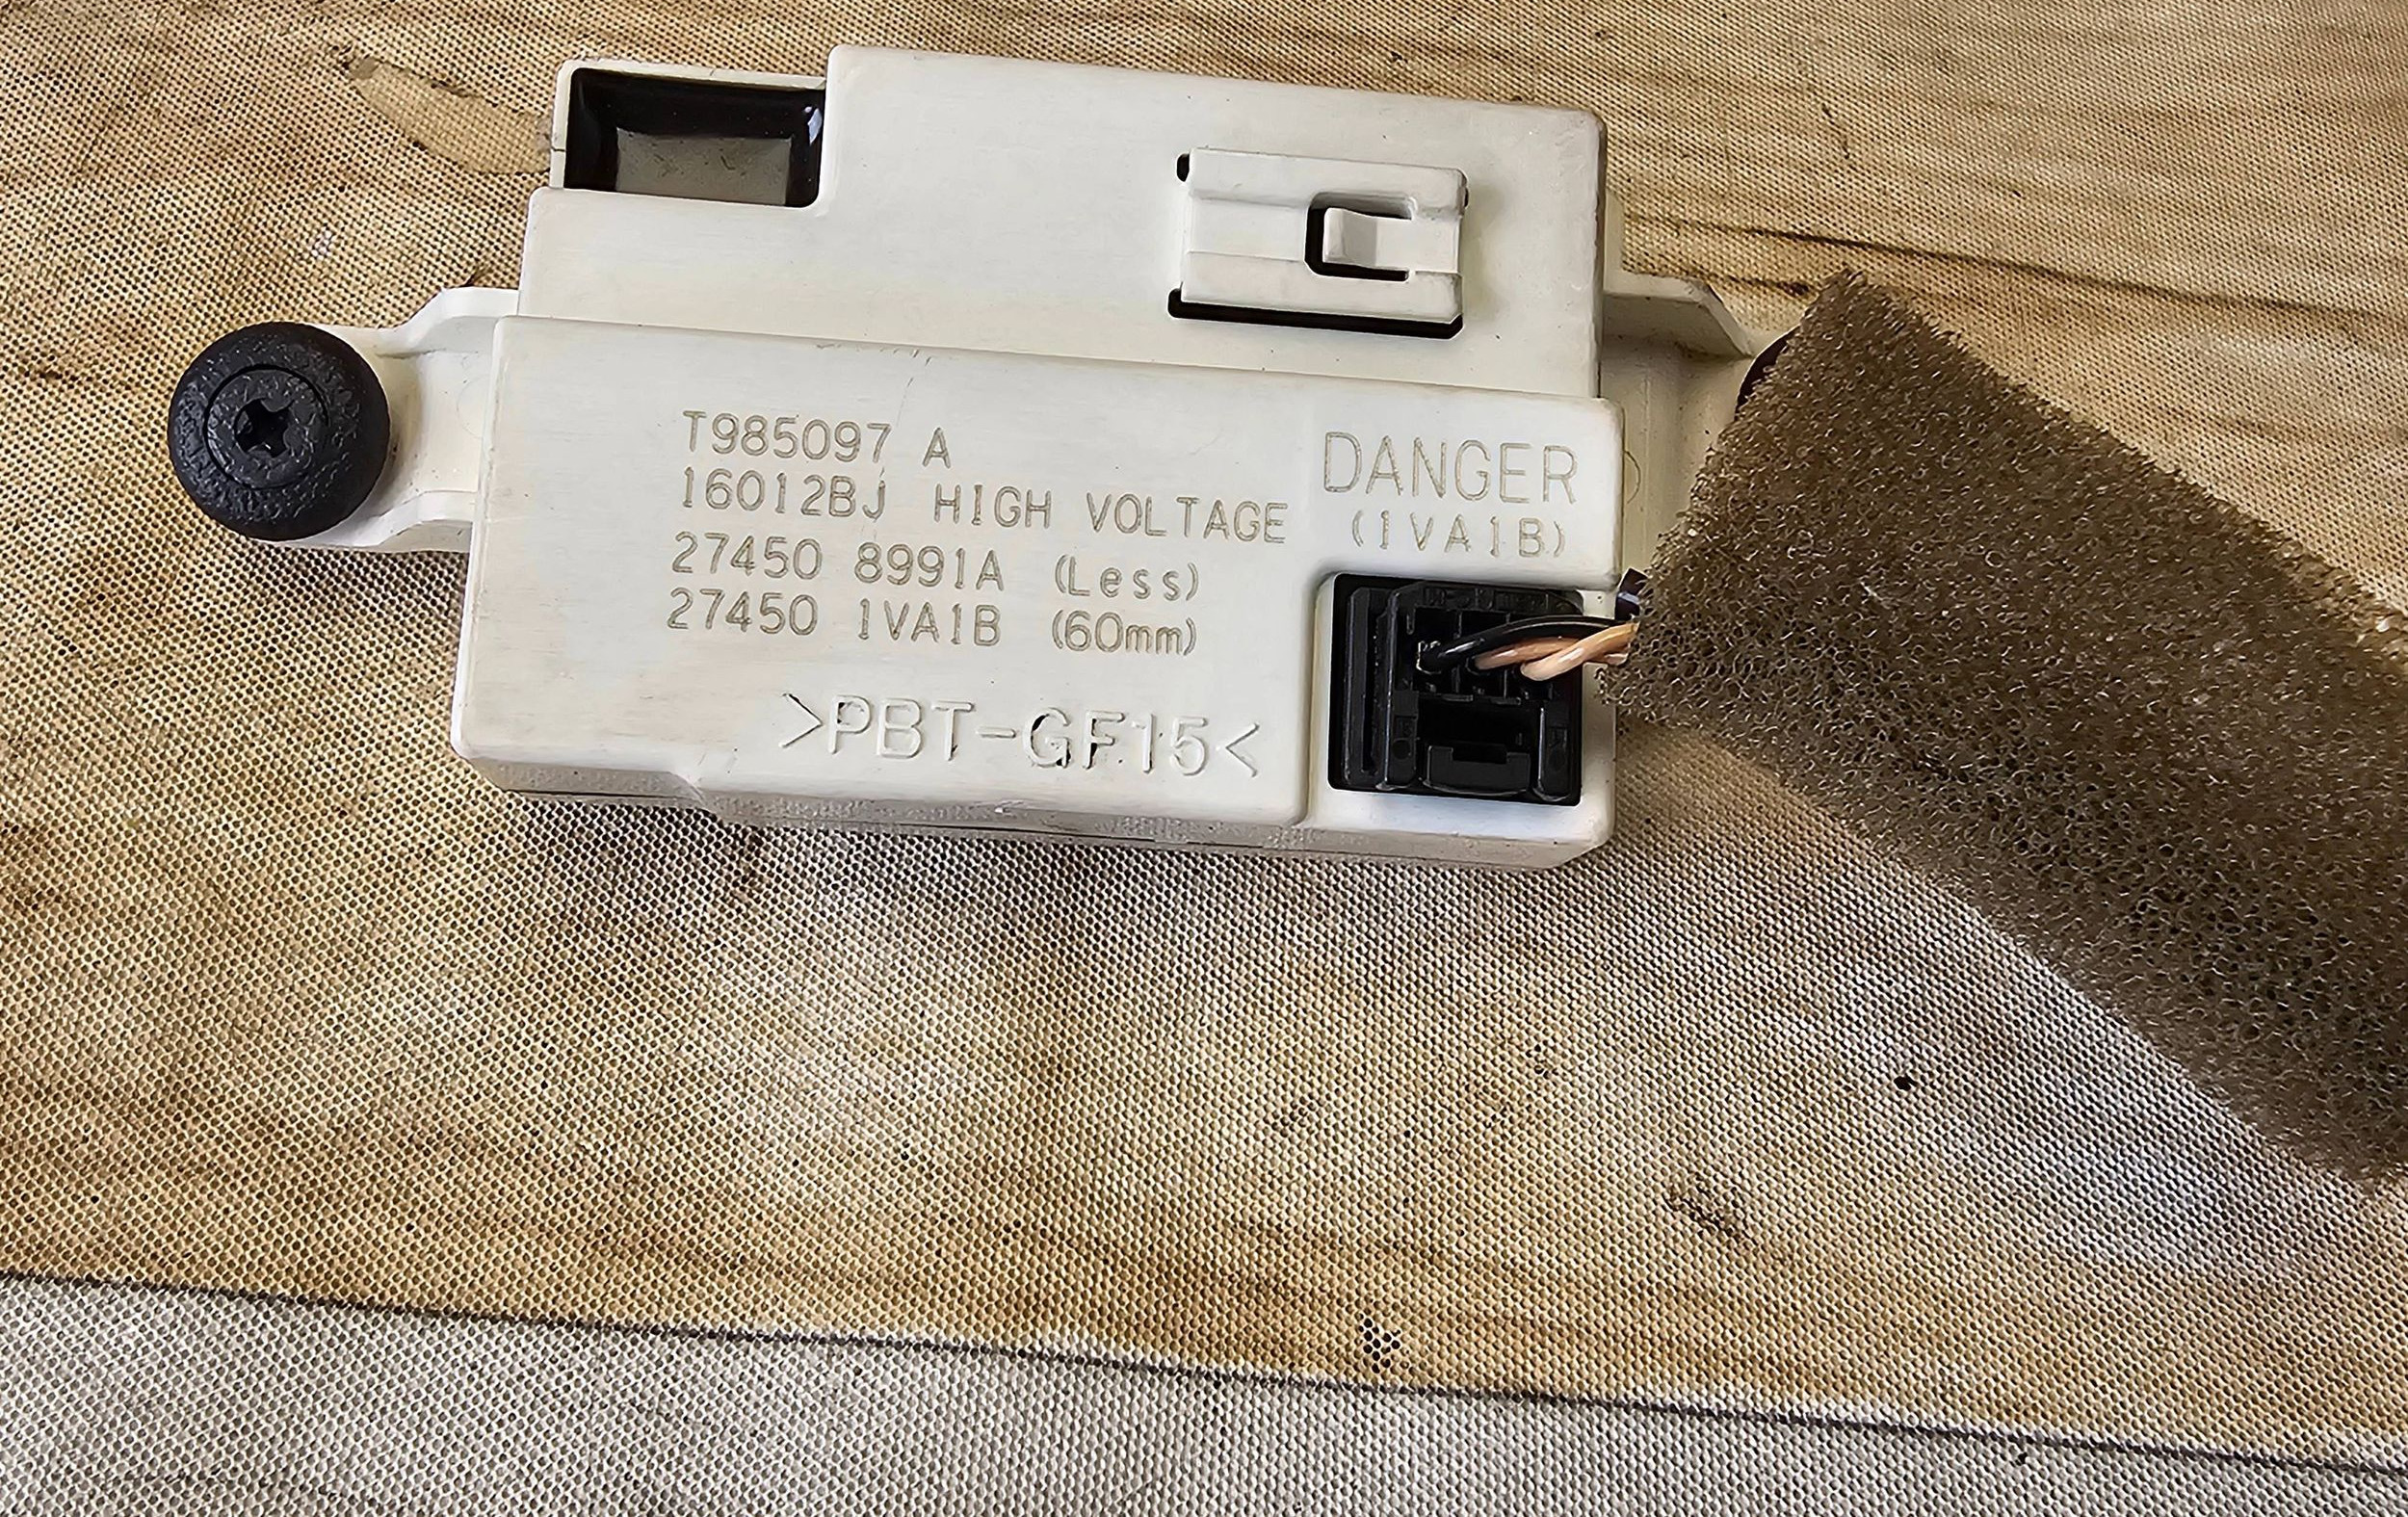 T985097 A
16012BJ HIGH VOLTAGE
27450 8991A (Less)
27450 1VA1B (60mm)
DANGER
(1VA1B)
>PBT-GF15<